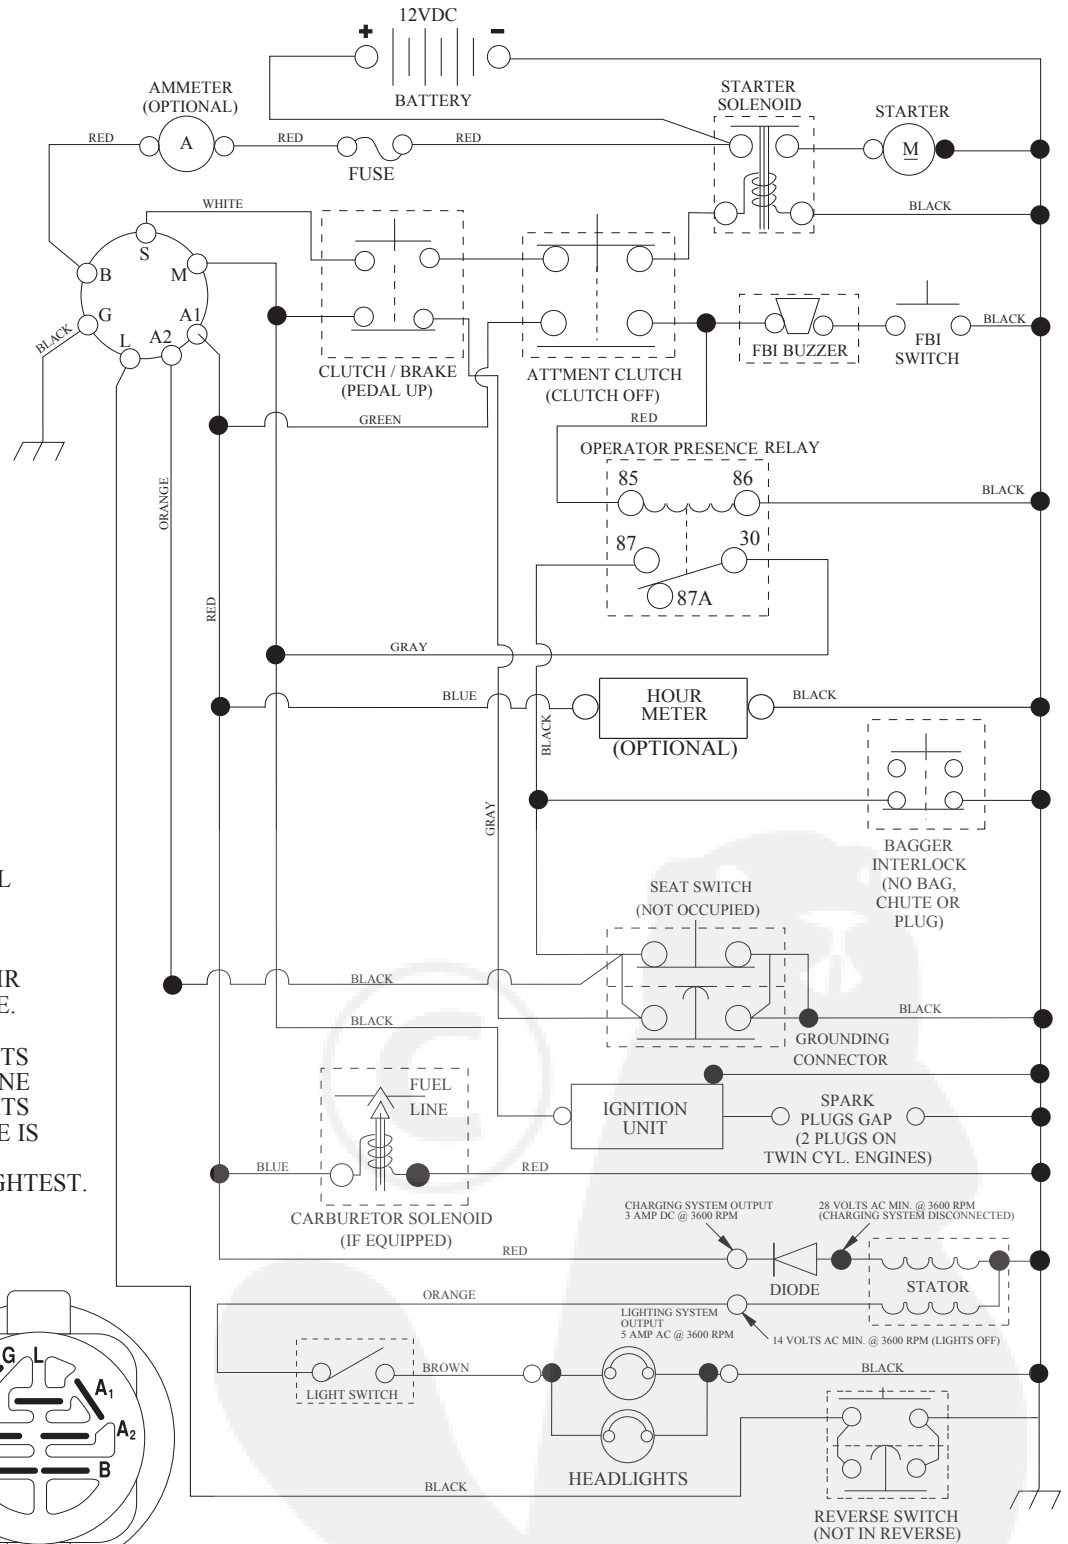 12VDC
+
-
BATTERY
AMMETER
(OPTIONAL)
STARTER
SOLENOID
STARTER
RED
A
RED
FUSE
RED
M
WHITE
BLACK
S
B
M
G
A1
L
A2
BLACK
CLUTCH / BRAKE
(PEDAL UP)
ATT'MENT CLUTCH
(CLUTCH OFF)
FBI BUZZER
FBI
SWITCH
BLACK
GREEN
RED
OPERATOR PRESENCE RELAY
85
86
BLACK
87
30
87A
ORANGE
RED
GRAY
BLUE
HOUR
METER
(OPTIONAL)
BLACK
BLACK
GRAY
BAGGER
INTERLOCK
(NO BAG,
CHUTE OR
PLUG)
SEAT SWITCH
(NOT OCCUPIED)
BLACK
BLACK
BLACK
GROUNDING
CONNECTOR
FUEL
LINE
IGNITION
UNIT
SPARK
PLUGS GAP
(2 PLUGS ON
TWIN CYL. ENGINES)
BLUE
RED
CARBURETOR SOLENOID
(IF EQUIPPED)
CHARGING SYSTEM OUTPUT
3 AMP DC @ 3600 RPM
28 VOLTS AC MIN. @ 3600 RPM
(CHARGING SYSTEM DISCONNECTED)
RED
DIODE
STATOR
ORANGE
LIGHTING SYSTEM
OUTPUT
5 AMP AC @ 3600 RPM
14 VOLTS AC MIN. @ 3600 RPM (LIGHTS OFF)
LIGHT SWITCH
BROWN
BLACK
HEADLIGHTS
BLACK
REVERSE SWITCH
(NOT IN REVERSE)
L
IR
E.
TS
NE
TS
E IS
GHTEST.
G
L
A1
A2
B
©